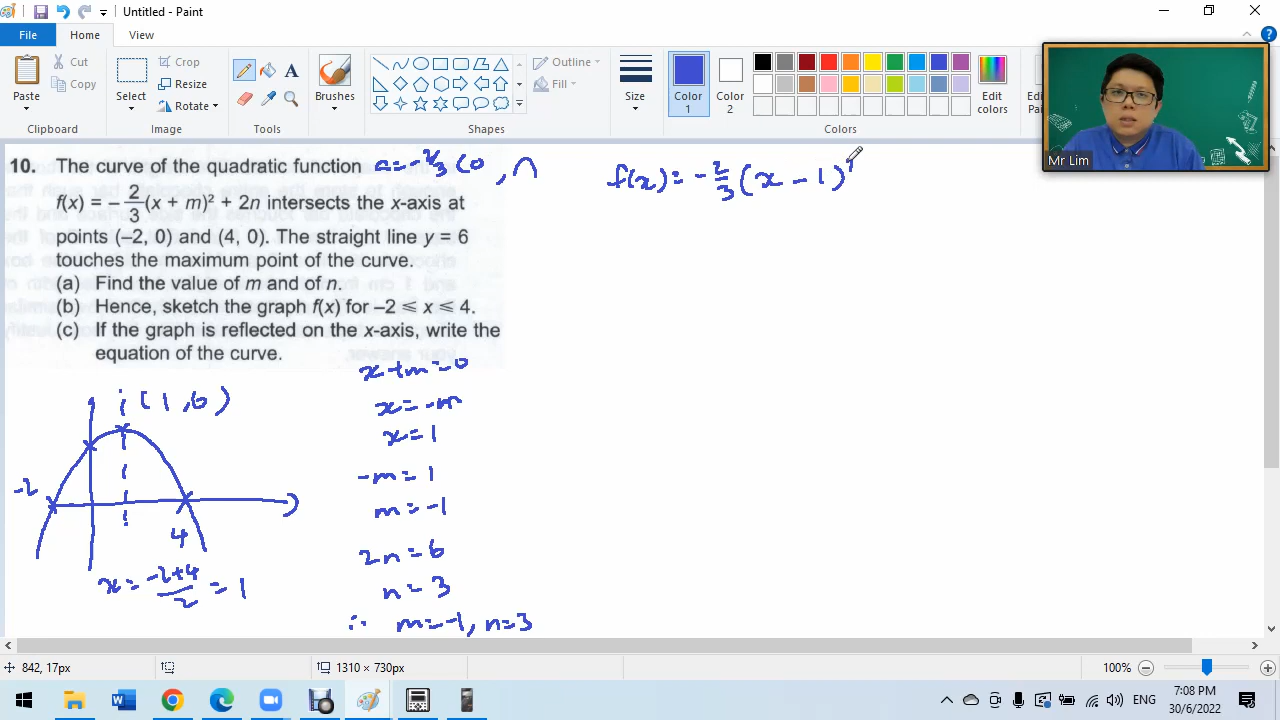 Untitled - Paint
File Home View
Paste Cut Copy Clipboard
Select Crop Resize Rotate Image
Tools
Brushes
Outline Fill Shapes
Size
Color 1 Color 2 Edit colors Colors
Mr Lim
10. The curve of the quadratic function
f(x) = –2/3(x + m)² + 2n intersects the x-axis at
points (–2, 0) and (4, 0). The straight line y = 6
touches the maximum point of the curve.
(a) Find the value of m and of n.
(b) Hence, sketch the graph f(x) for –2 ⩽ x ⩽ 4.
(c) If the graph is reflected on the x-axis, write the
equation of the curve.
a = -2/3 < 0 , ∩
f(x) = -2/3 (x - 1)
(1, 6)
-2
4
x = (-2+4)/2 = 1
x+m=0
x=-m
x=1
-m=1
m=-1
2n=6
n=3
∴ m=-1, n=3
842, 17px
1310 × 730px
100%
ENG
7:08 PM
30/6/2022